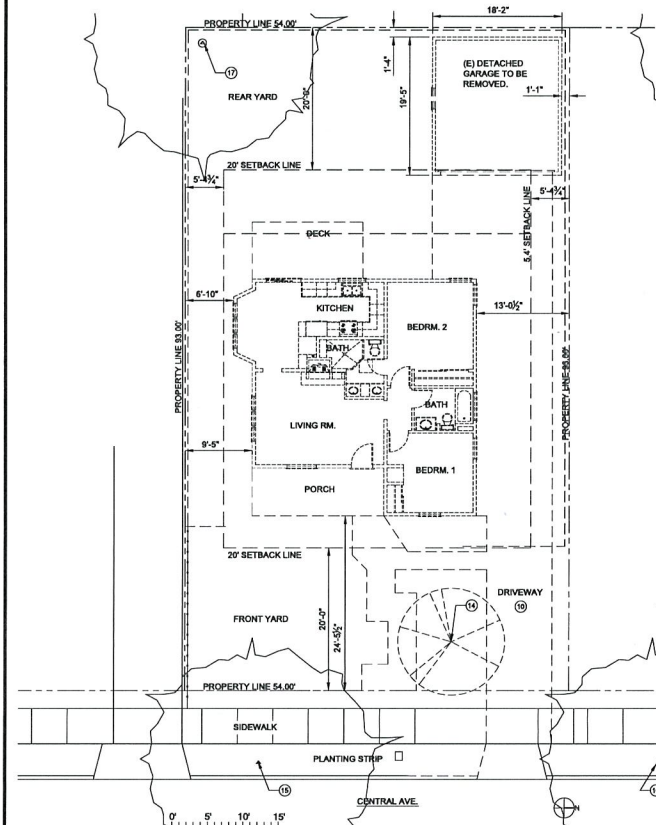 18'-2"
PROPERTY LINE 54.00'
17
REAR YARD
20'-0"
1'-4"
19'-5"
(E) DETACHED
GARAGE TO BE
REMOVED.
1'-1"
20' SETBACK LINE
5'-4¾"
5'-4¾"
5.4' SETBACK LINE
DECK
6'-10"
KITCHEN
13'-0½"
BEDRM. 2
BATH
PROPERTY LINE 93.00'
PROPERTY LINE 93.00'
BATH
LIVING RM.
9'-5"
BEDRM. 1
PORCH
20' SETBACK LINE
DRIVEWAY
14
10
FRONT YARD
20'-0"
24'-5½"
PROPERTY LINE 54.00'
SIDEWALK
PLANTING STRIP
15
CENTRAL AVE.
N
0' 5' 10' 15'